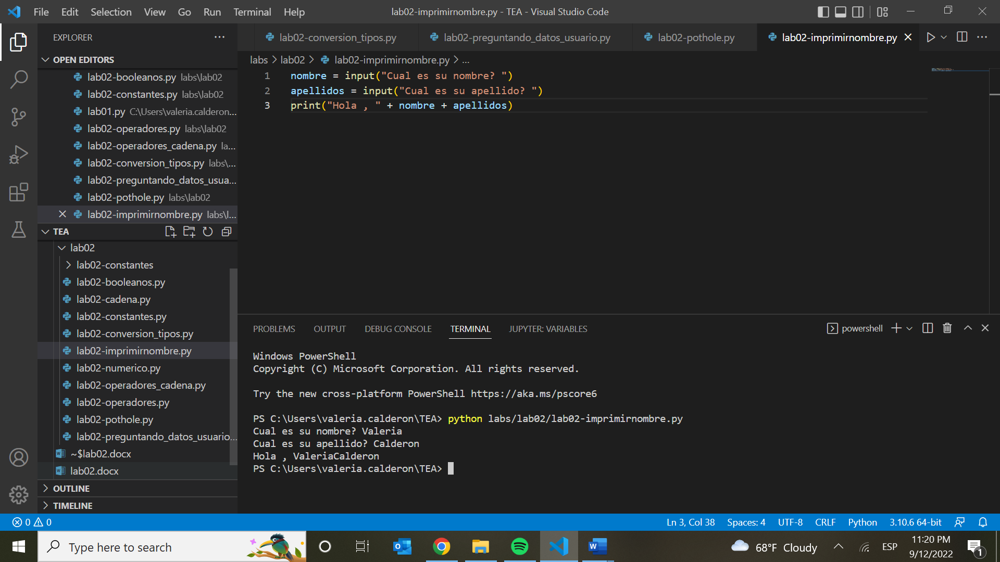 File Edit Selection View Go Run Terminal Help
lab02-imprimirnombre.py - TEA - Visual Studio Code
EXPLORER
OPEN EDITORS
lab02-booleanos.py labs\lab02
lab02-constantes.py labs\lab02
lab01.py C:\Users\valeria.calderon...
lab02-operadores.py labs\lab02
lab02-operadores_cadena.py la...
lab02-conversion_tipos.py labs\...
lab02-preguntando_datos_usua...
lab02-pothole.py labs\lab02
lab02-imprimirnombre.py labs\l...
TEA
lab02
lab02-constantes
lab02-booleanos.py
lab02-cadena.py
lab02-constantes.py
lab02-conversion_tipos.py
lab02-imprimirnombre.py
lab02-numerico.py
lab02-operadores_cadena.py
lab02-operadores.py
lab02-pothole.py
lab02-preguntando_datos_usuario...
~$lab02.docx
lab02.docx
OUTLINE
TIMELINE
lab02-conversion_tipos.py lab02-preguntando_datos_usuario.py lab02-pothole.py lab02-imprimirnombre.py
labs > lab02 > lab02-imprimirnombre.py > ...
1 nombre = input("Cual es su nombre? ")
2 apellidos = input("Cual es su apellido? ")
3 print("Hola , " + nombre + apellidos)
PROBLEMS OUTPUT DEBUG CONSOLE TERMINAL JUPYTER: VARIABLES
powershell
Windows PowerShell
Copyright (C) Microsoft Corporation. All rights reserved.
Try the new cross-platform PowerShell https://aka.ms/pscore6
PS C:\Users\valeria.calderon\TEA> python labs/lab02/lab02-imprimirnombre.py
Cual es su nombre? Valeria
Cual es su apellido? Calderon
Hola , ValeriaCalderon
PS C:\Users\valeria.calderon\TEA>
0 0
Ln 3, Col 38 Spaces: 4 UTF-8 CRLF Python 3.10.6 64-bit
Type here to search
68°F Cloudy
ESP
11:20 PM
9/12/2022
1